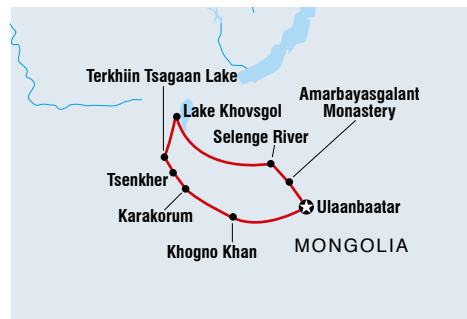 Terkhiin Tsagaan Lake
Amarbayasgalant
Monastery
Lake Khovsgol
Selenge River
Tsenkher
Ulaanbaatar
Karakorum
Khogno Khan
MONGOLIA